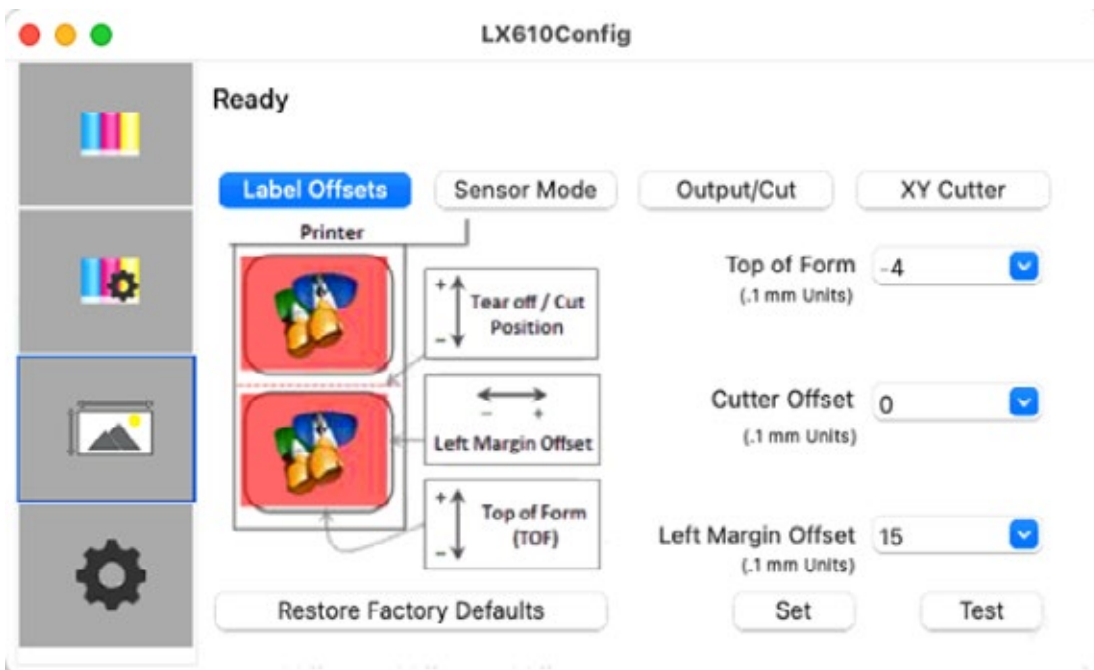 LX610Config
Ready
Label Offsets
Sensor Mode
Output/Cut
XY Cutter
Printer
+
Tear off / Cut
Position
-
- +
Left Margin Offset
+
Top of Form
(TOF)
-
Top of Form
-4
(.1 mm Units)
Cutter Offset
0
(.1 mm Units)
Left Margin Offset
15
(.1 mm Units)
Restore Factory Defaults
Set
Test